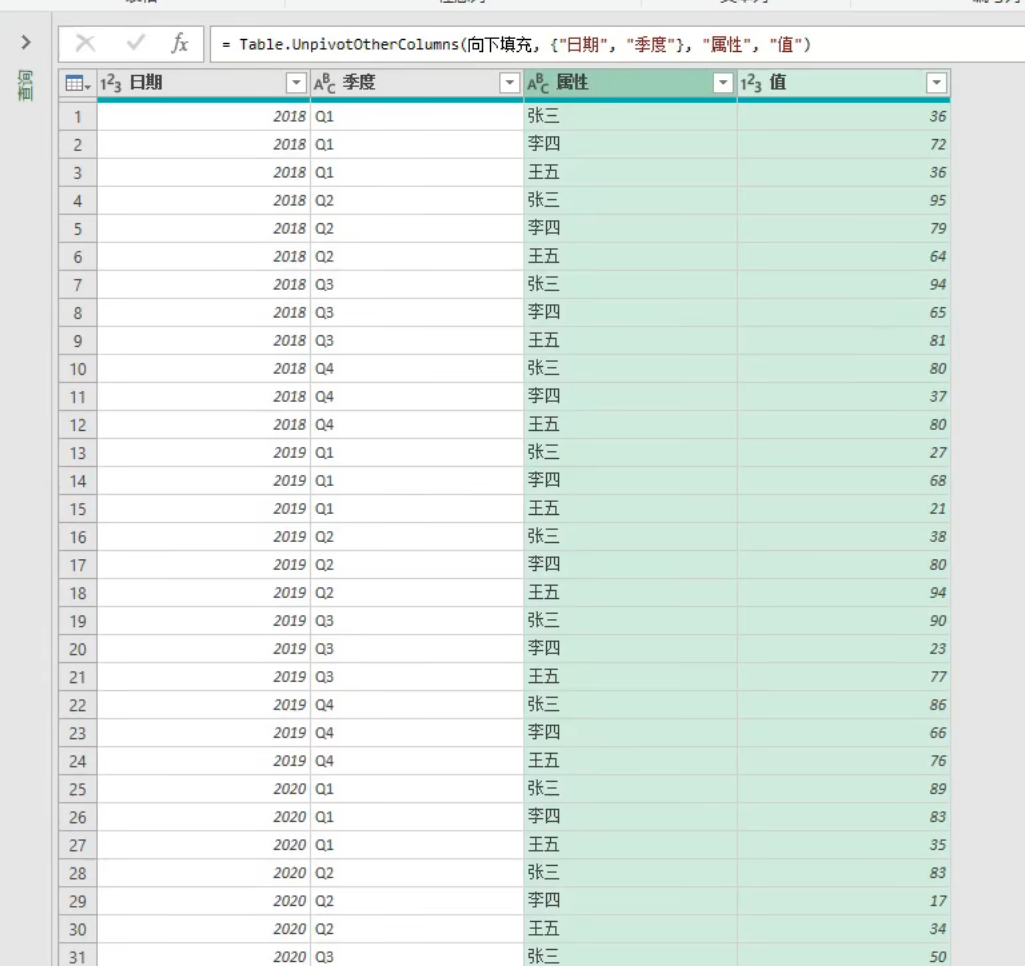 = Table.UnpivotOtherColumns(向下填充, {"日期", "季度"}, "属性", "值")
查询
1²3 日期 ABC 季度 ABC 属性 1²3 值
1 2018 Q1 张三 36
2 2018 Q1 李四 72
3 2018 Q1 王五 36
4 2018 Q2 张三 95
5 2018 Q2 李四 79
6 2018 Q2 王五 64
7 2018 Q3 张三 94
8 2018 Q3 李四 65
9 2018 Q3 王五 81
10 2018 Q4 张三 80
11 2018 Q4 李四 37
12 2018 Q4 王五 80
13 2019 Q1 张三 27
14 2019 Q1 李四 68
15 2019 Q1 王五 21
16 2019 Q2 张三 38
17 2019 Q2 李四 80
18 2019 Q2 王五 94
19 2019 Q3 张三 90
20 2019 Q3 李四 23
21 2019 Q3 王五 77
22 2019 Q4 张三 86
23 2019 Q4 李四 66
24 2019 Q4 王五 76
25 2020 Q1 张三 89
26 2020 Q1 李四 83
27 2020 Q1 王五 35
28 2020 Q2 张三 83
29 2020 Q2 李四 17
30 2020 Q2 王五 34
31 2020 Q3 张三 50